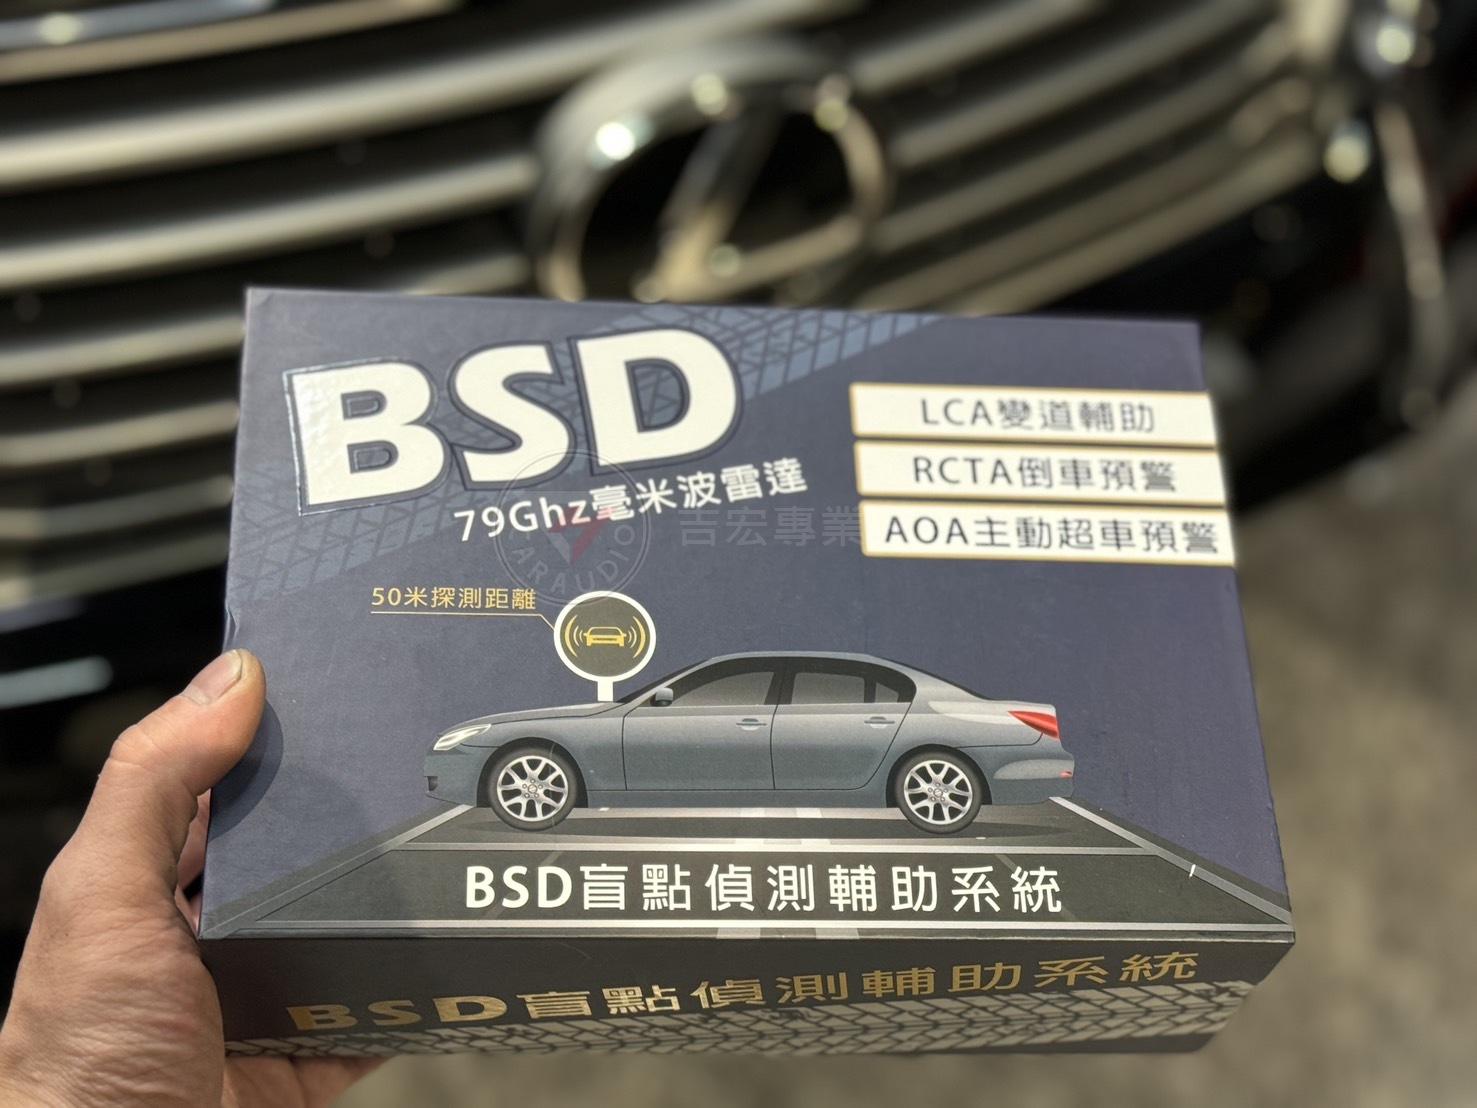 BSD
79Ghz毫米波雷達
LCA變道輔助
RCTA倒車預警
AOA主動超車預警
吉宏專業
ARAUDIO
50米探測距離
BSD盲點偵測輔助系統
BSD盲點偵測輔助系統